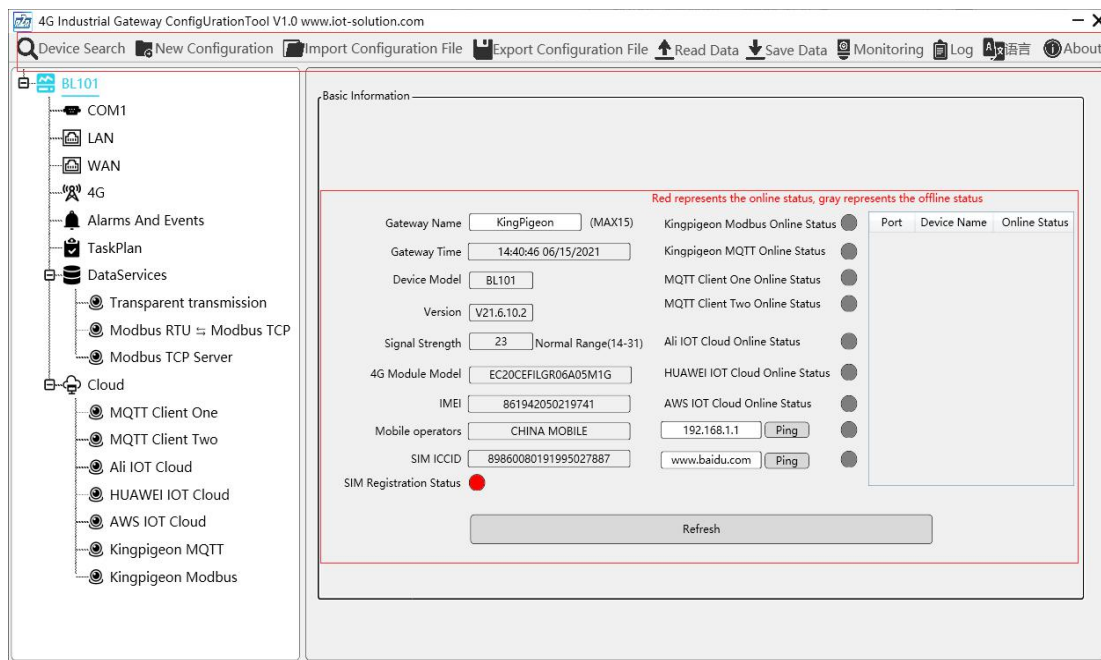 4G Industrial Gateway ConfigUrationTool V1.0 www.iot-solution.com
Device Search New Configuration Import Configuration File Export Configuration File Read Data Save Data Monitoring Log A文语言 About
BL101
COM1
LAN
WAN
4G
Alarms And Events
TaskPlan
DataServices
Transparent transmission
Modbus RTU ⇆ Modbus TCP
Modbus TCP Server
Cloud
MQTT Client One
MQTT Client Two
Ali IOT Cloud
HUAWEI IOT Cloud
AWS IOT Cloud
Kingpigeon MQTT
Kingpigeon Modbus
Basic Information
Red represents the online status, gray represents the offline status
Gateway Name KingPigeon (MAX15)
Gateway Time 14:40:46 06/15/2021
Device Model BL101
Version V21.6.10.2
Signal Strength 23 Normal Range(14-31)
4G Module Model EC20CEFILGR06A05M1G
IMEI 861942050219741
Mobile operators CHINA MOBILE
SIM ICCID 89860080191995027887
SIM Registration Status
Kingpigeon Modbus Online Status
Kingpigeon MQTT Online Status
MQTT Client One Online Status
MQTT Client Two Online Status
Ali IOT Cloud Online Status
HUAWEI IOT Cloud Online Status
AWS IOT Cloud Online Status
192.168.1.1 Ping
www.baidu.com Ping
Port Device Name Online Status
Refresh